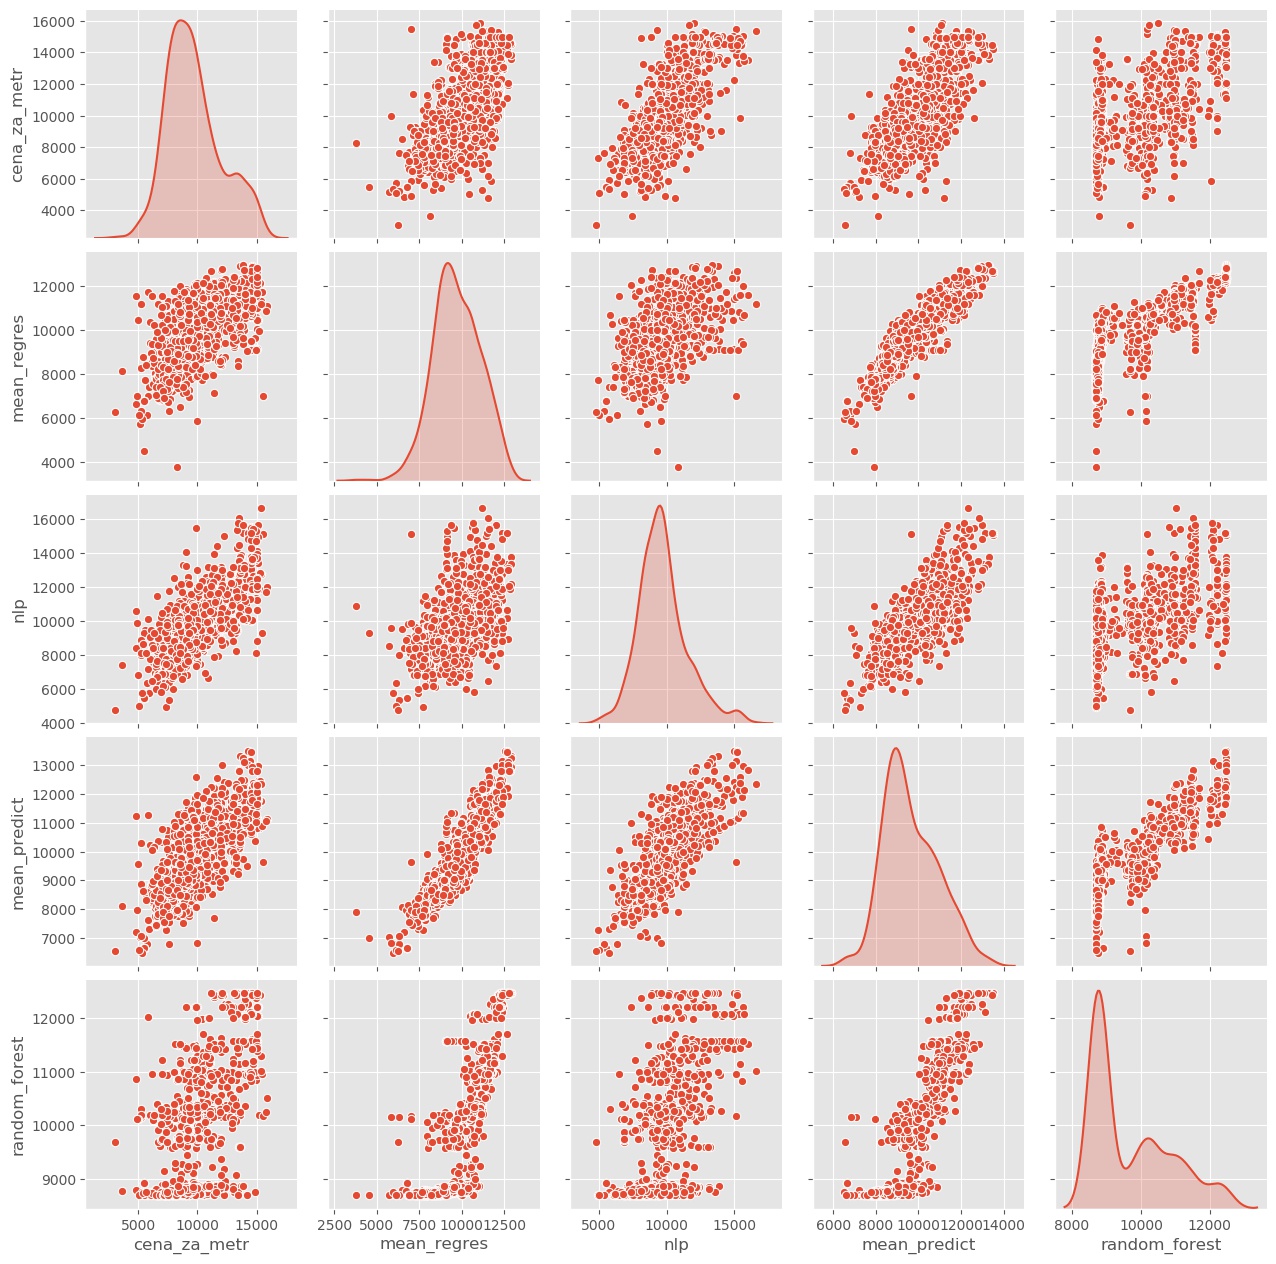 16000
14000
12000
10000
8000
6000
4000
cena_za_metr
12000
10000
8000
6000
4000
mean_regres
16000
14000
12000
10000
8000
6000
4000
nlp
13000
12000
11000
10000
9000
8000
7000
mean_predict
12000
11000
10000
9000
random_forest
5000 10000 15000
2500 5000 7500 10000 12500
5000 10000 15000
6000 8000 10000 12000 14000
8000 10000 12000
cena_za_metr mean_regres nlp mean_predict random_forest